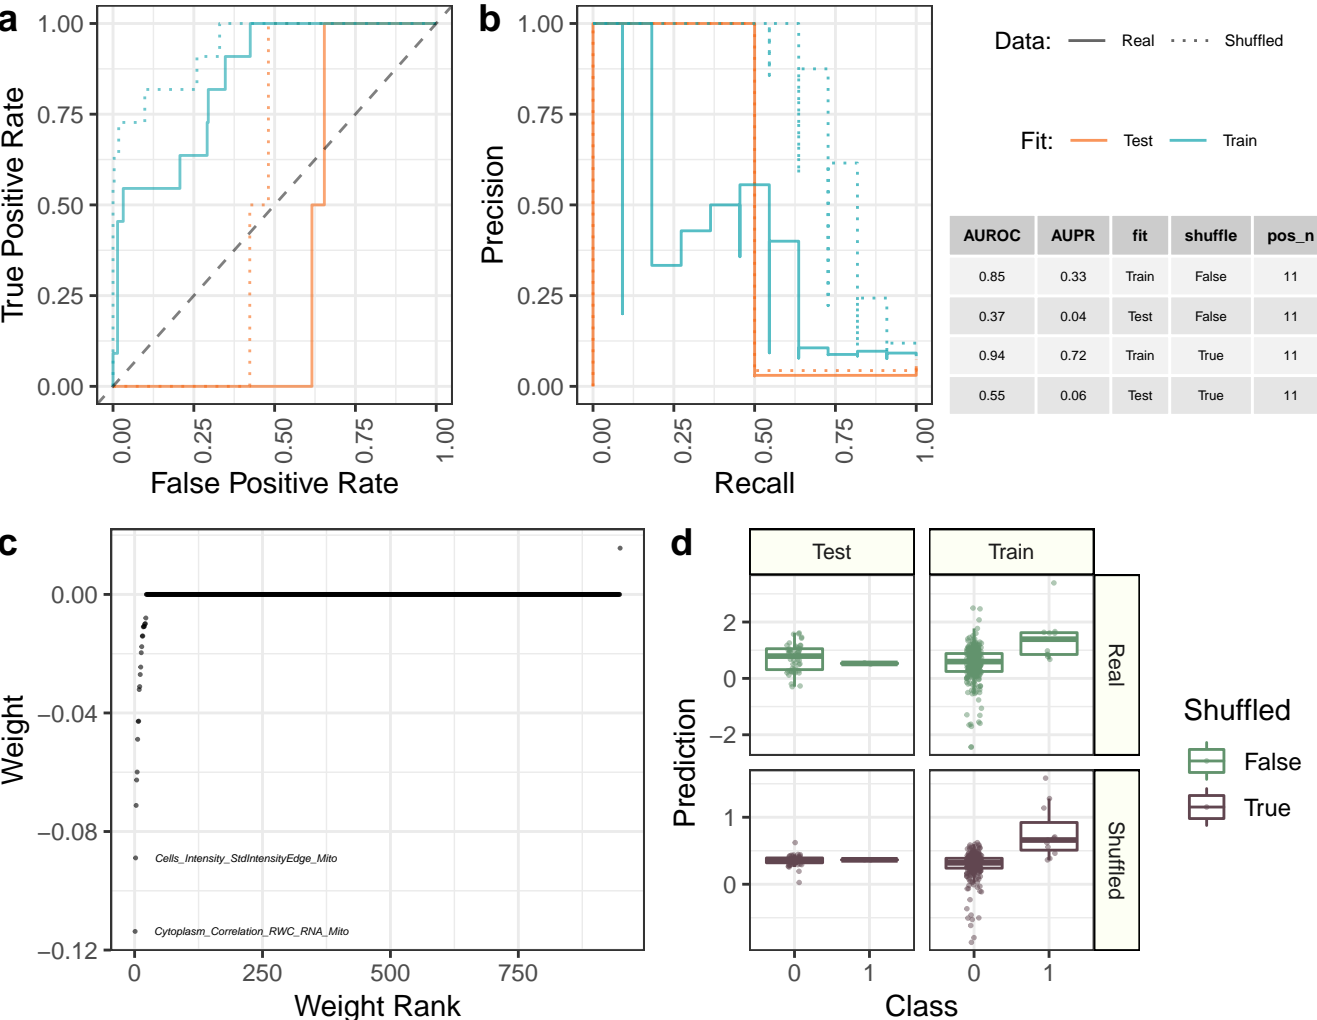 a
1.00
0.75
0.50
0.25
0.00
True Positive Rate
0.00
0.25
0.50
0.75
1.00
False Positive Rate
b
1.00
0.75
0.50
0.25
0.00
Precision
0.00
0.25
0.50
0.75
1.00
Recall
Data: Real Shuffled
Fit: Test Train
AUROC AUPR fit shuffle pos_n
0.85 0.33 Train False 11
0.37 0.04 Test False 11
0.94 0.72 Train True 11
0.55 0.06 Test True 11
c
0.00
−0.04
−0.08
−0.12
Weight
Cells_Intensity_StdIntensityEdge_Mito
Cytoplasm_Correlation_RWC_RNA_Mito
0 250 500 750
Weight Rank
d
Test Train
2
0
−2
Real
1
0
Shuffled
Prediction
0 1 0 1
Class
Shuffled
False
True